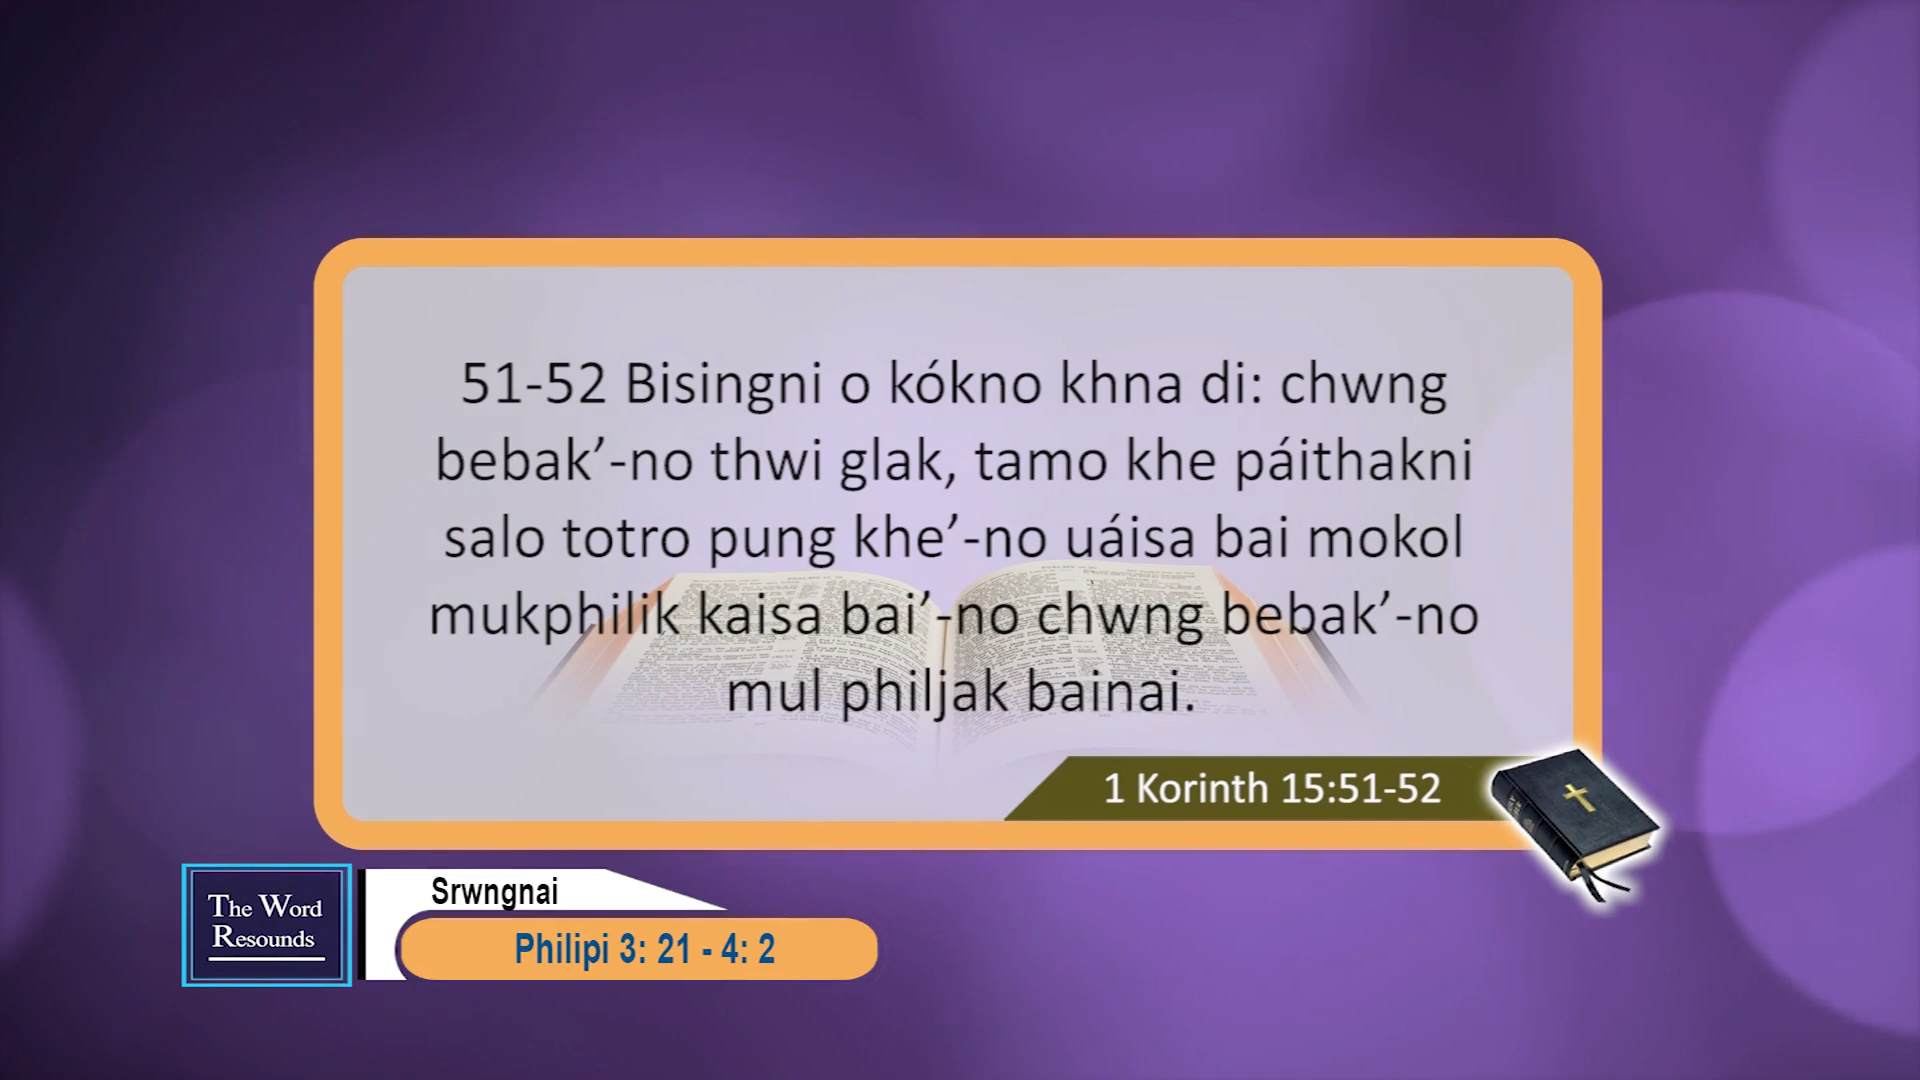 51-52 Bisingni o kókno khna di: chwng
bebak’-no thwi glak, tamo khe páithakni
salo totro pung khe’-no uáisa bai mokol
mukphilik kaisa bai’-no chwng bebak’-no
mul philjak bainai.
1 Korinth 15:51-52
Srwngnai
The Word
Resounds
Philipi 3: 21 - 4: 2